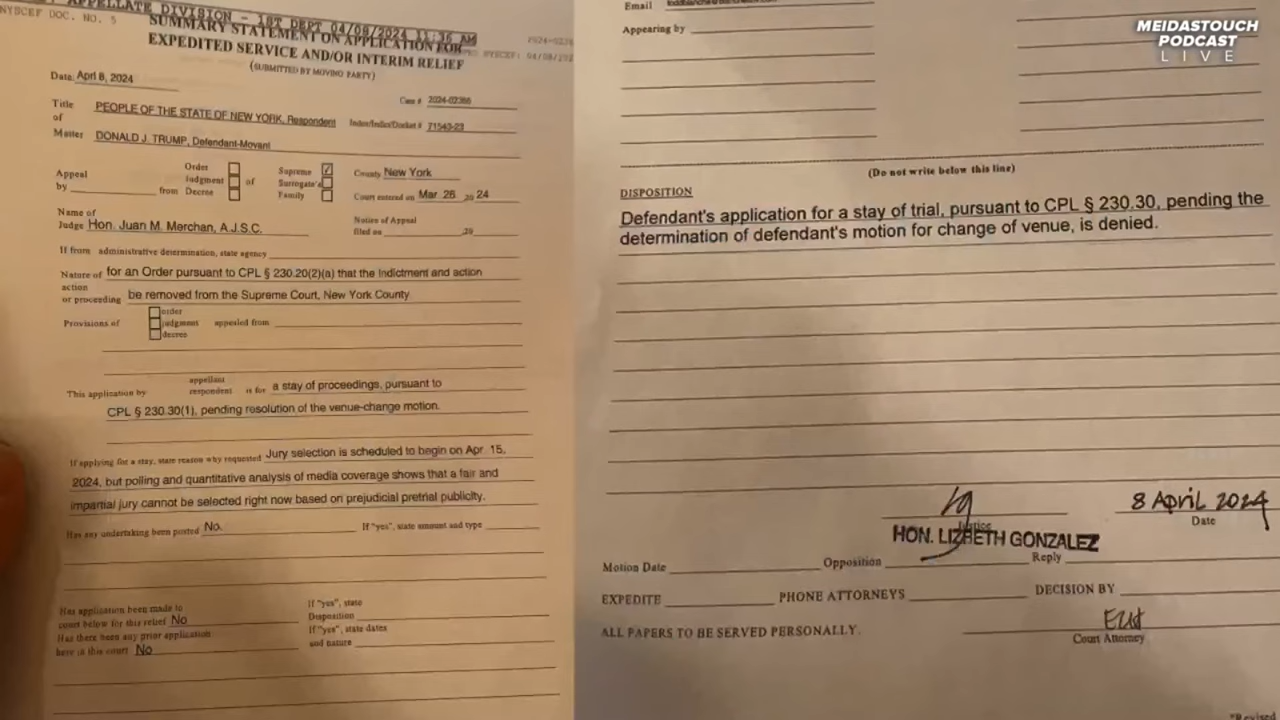 APPELLATE DIVISION - 1ST DEPT 04/08/2024 11:36 AM
NYSCEF DOC. NO. 5
SUMMARY STATEMENT ON APPLICATION FOR
EXPEDITED SERVICE AND/OR INTERIM RELIEF
NYSCEF: 04/08/202
(SUBMITTED BY MOVING PARTY)
Date: April 8, 2024
Case # 2024-02366
Title of Matter
PEOPLE OF THE STATE OF NEW YORK, Respondent
Index/Indict/Docket # 71543-23
DONALD J. TRUMP, Defendant-Movant
Appeal by from
Order
Judgment of
Decree
Supreme ✓
Surrogate's
Family
County New York
Court entered on Mar 26 , 20 24
Name of
Judge Hon. Juan M. Merchan, A.J.S.C.
Notice of Appeal
filed on ,20
If from administrative determination, state agency
Nature of for an Order pursuant to CPL § 230.20(2)(a) that the Indictment and action
action
or proceeding be removed from the Supreme Court, New York County
Provisions of
order
judgment appealed from
decree
This application by appellant respondent is for a stay of proceedings, pursuant to
CPL § 230.30(1), pending resolution of the venue-change motion.
If applying for a stay, state reason why requested Jury selection is scheduled to begin on Apr. 15,
2024, but polling and quantitative analysis of media coverage shows that a fair and
impartial jury cannot be selected right now based on prejudicial pretrial publicity.
Has any undertaking been posted No. If "yes", state amount and type
Has application been made to
court below for this relief No
If "yes", state
Disposition
Has there been any prior application
here in this court No
If "yes", state dates
and nature
Email
Appearing by
MEIDASTOUCH
PODCAST
LIVE
(Do not write below this line)
DISPOSITION
Defendant's application for a stay of trial, pursuant to CPL § 230.30, pending the
determination of defendant's motion for change of venue, is denied.
8 April 2024
Justice
Date
HON. LIZBETH GONZALEZ
Motion Date Opposition Reply
EXPEDITE PHONE ATTORNEYS DECISION BY
ALL PAPERS TO BE SERVED PERSONALLY.
Court Attorney
"Revised